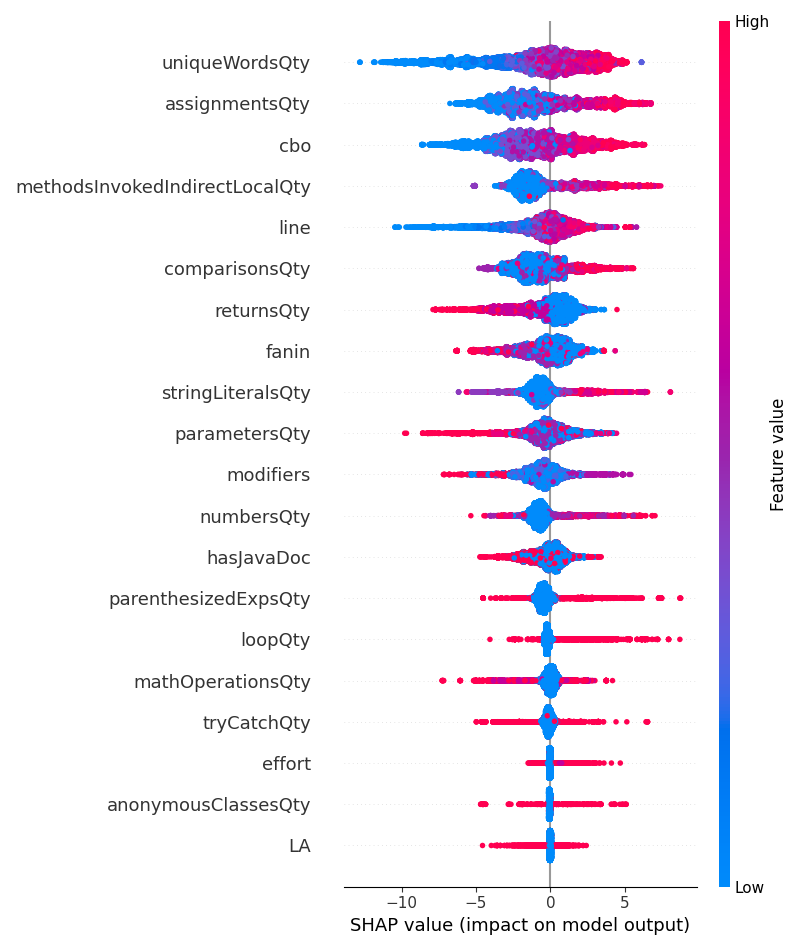 High
uniqueWordsQty
assignmentsQty
cbo
methodsInvokedIndirectLocalQty
line
comparisonsQty
returnsQty
fanin
stringLiteralsQty
parametersQty
modifiers
numbersQty
hasJavaDoc
parenthesizedExpsQty
loopQty
mathOperationsQty
tryCatchQty
effort
anonymousClassesQty
LA
Feature value
Low
−10 −5 0 5
SHAP value (impact on model output)